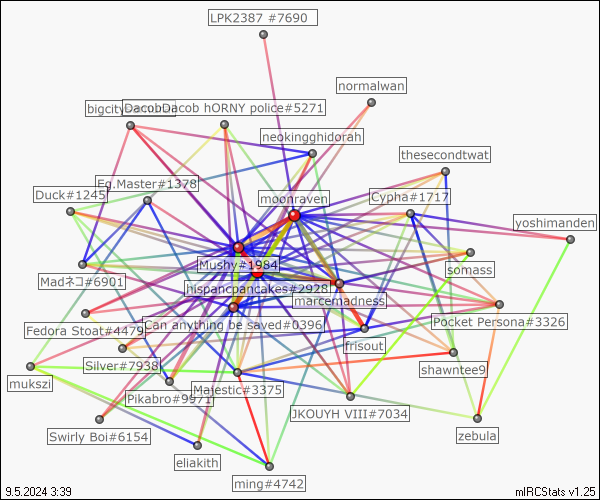 LPK2387 #7690
normalwan
DacobDacob hORNY police#5271
neokingghidorah
thesecondtwat
Eg.Master#1378
Duck#1245
moonraven
Cypha#1717
yoshimanden
Mushy#1984
somass
Madネコ#6901
hispancpancakes#2928
marcemadness
Fedora Stoat#4479
Can anything be saved#0396
Pocket Persona#3326
frisout
Silver#7938
shawntee9
mukszi
Pikabro#9971
Majestic#3375
JKOUYH VIII#7034
Swirly Boi#6154
zebula
eliakith
ming#4742
9.5.2024 3:39
mIRCStats v1.25